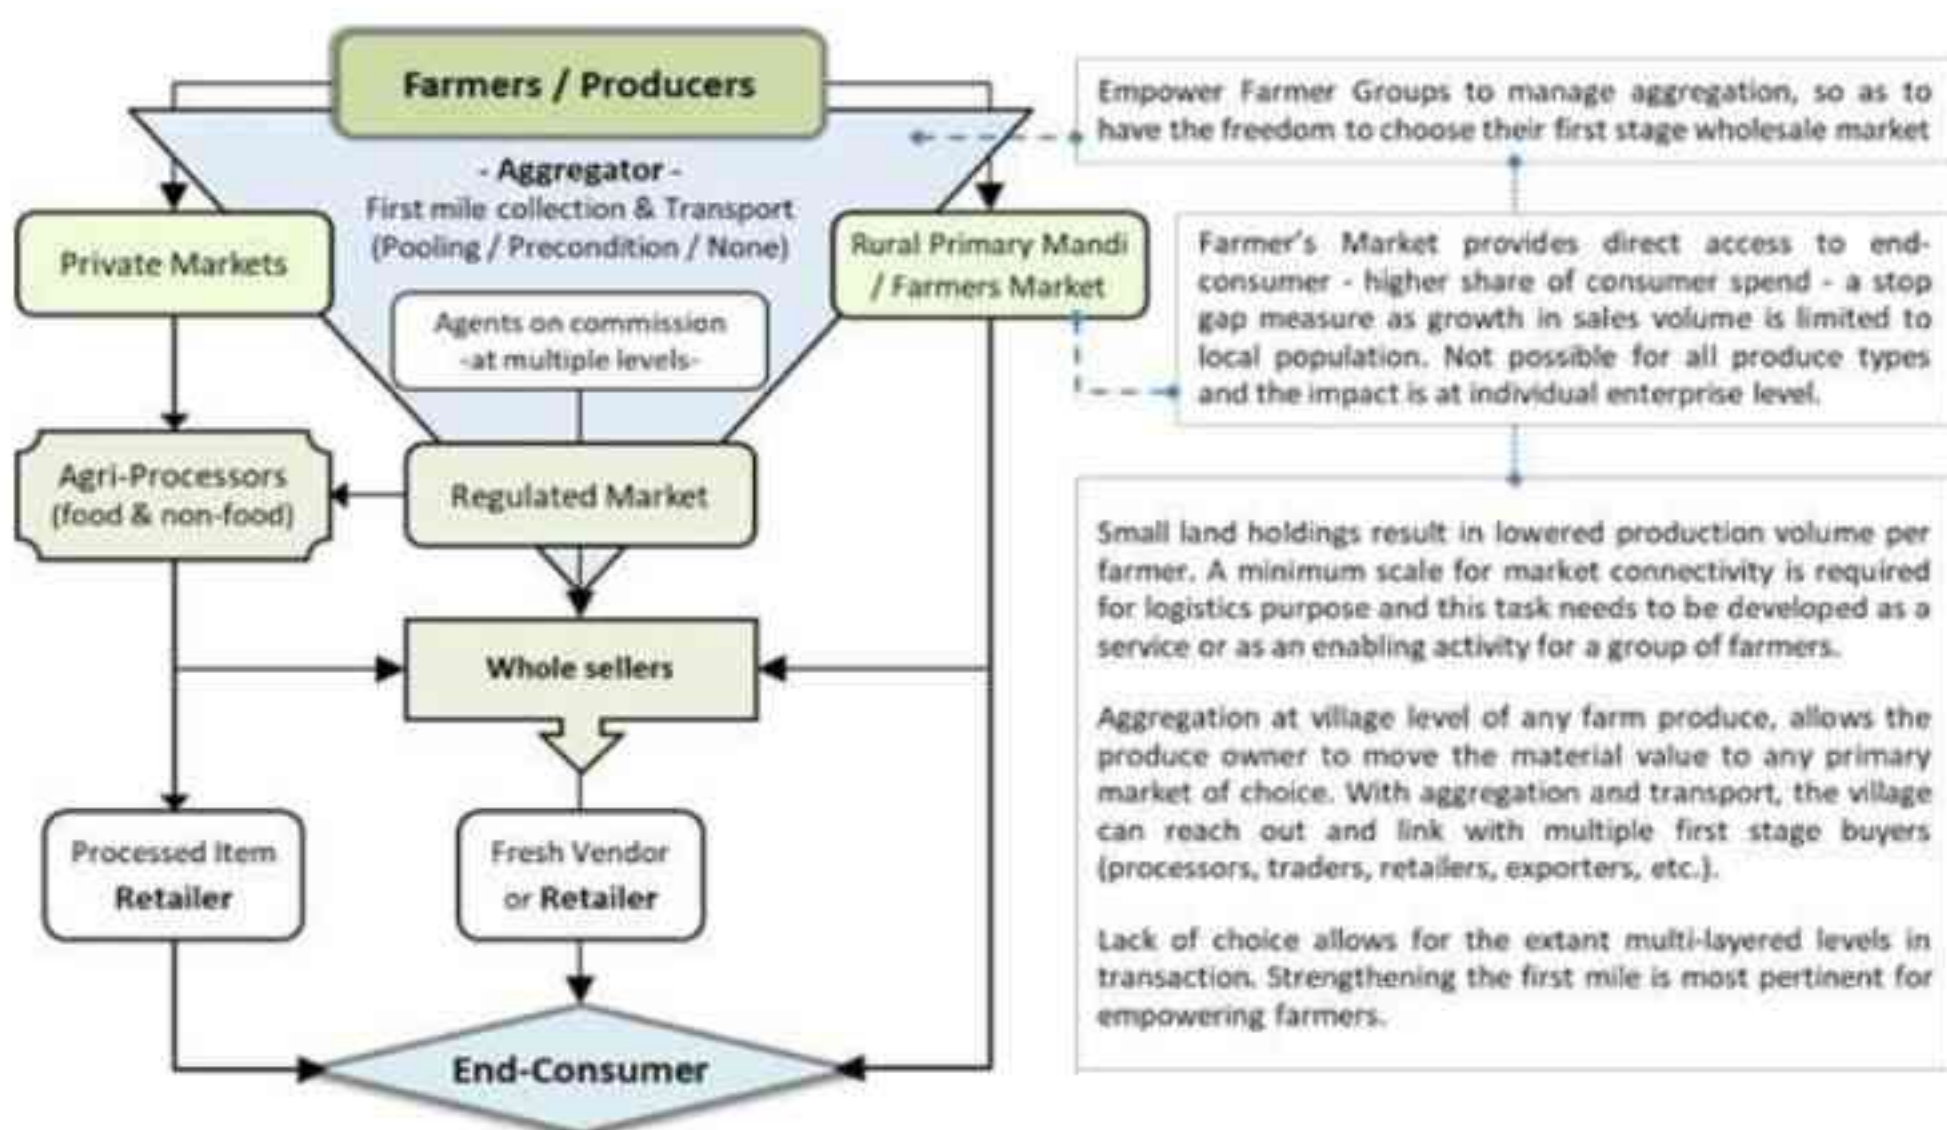 Farmers / Producers
- Aggregator -
First mile collection & Transport
(Pooling / Precondition / None)
Private Markets
Rural Primary Mandi
/ Farmers Market
Agents on commission
-at multiple levels-
Agri-Processors
(food & non-food)
Regulated Market
Whole sellers
Processed Item
Retailer
Fresh Vendor
or Retailer
End-Consumer
Empower Farmer Groups to manage aggregation, so as to
have the freedom to choose their first stage wholesale market
Farmer's Market provides direct access to end-
consumer - higher share of consumer spend - a stop
gap measure as growth in sales volume is limited to
local population. Not possible for all produce types
and the impact is at individual enterprise level.
Small land holdings result in lowered production volume per
farmer. A minimum scale for market connectivity is required
for logistics purpose and this task needs to be developed as a
service or as an enabling activity for a group of farmers.
Aggregation at village level of any farm produce, allows the
produce owner to move the material value to any primary
market of choice. With aggregation and transport, the village
can reach out and link with multiple first stage buyers
(processors, traders, retailers, exporters, etc.).
Lack of choice allows for the extant multi-layered levels in
transaction. Strengthening the first mile is most pertinent for
empowering farmers.